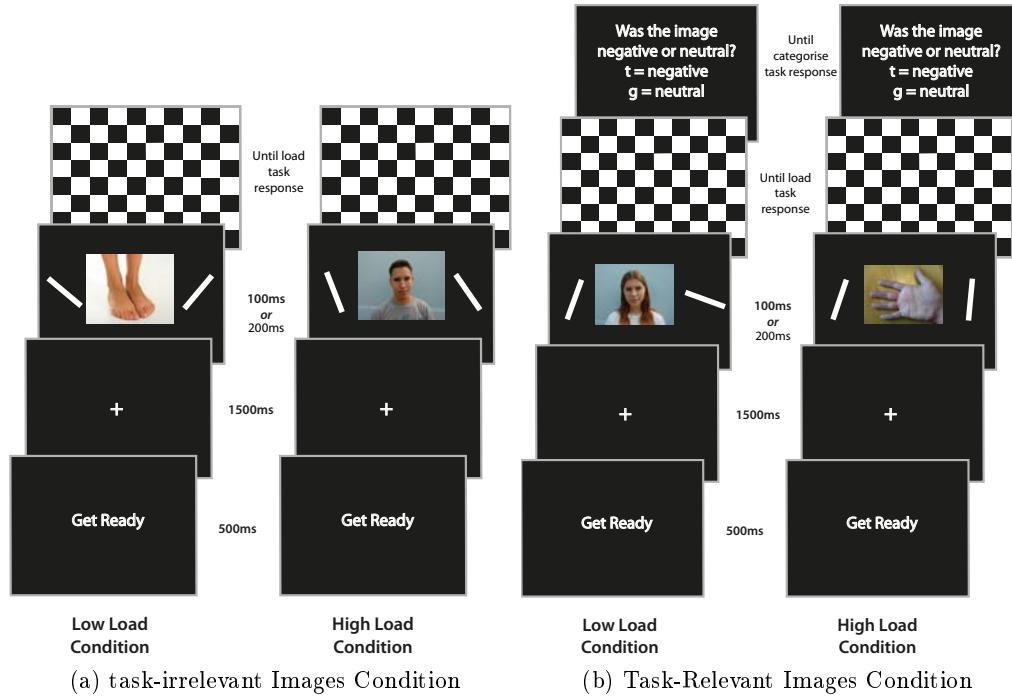 Was the image
negative or neutral?
t = negative
g = neutral
Until
categorise
task response
Was the image
negative or neutral?
t = negative
g = neutral
Until load
task
response
Until load
task
response
100ms
or
200ms
100ms
or
200ms
+
1500ms
+
+
1500ms
+
Get Ready
500ms
Get Ready
Get Ready
500ms
Get Ready
Low Load
Condition
High Load
Condition
Low Load
Condition
High Load
Condition
(a) task-irrelevant Images Condition
(b) Task-Relevant Images Condition